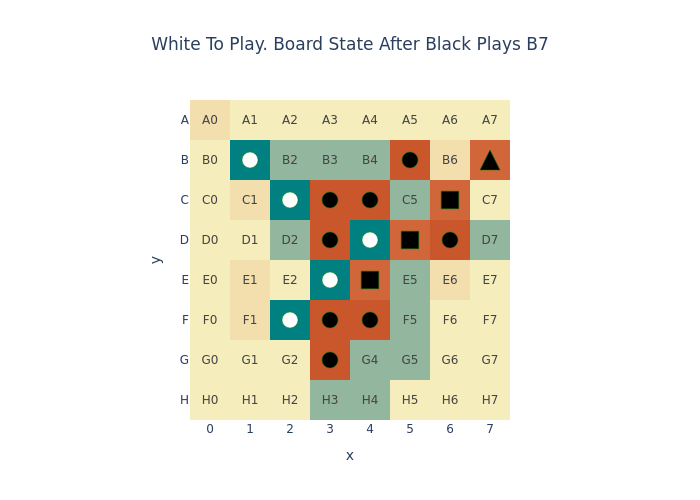 White To Play. Board State After Black Plays B7
A A0 A1 A2 A3 A4 A5 A6 A7
B B0 B2 B3 B4 B6
C C0 C1 C5 C7
D D0 D1 D2 D7
E E0 E1 E2 E5 E6 E7
F F0 F1 F5 F6 F7
G G0 G1 G2 G4 G5 G6 G7
H H0 H1 H2 H3 H4 H5 H6 H7
0 1 2 3 4 5 6 7
x
y